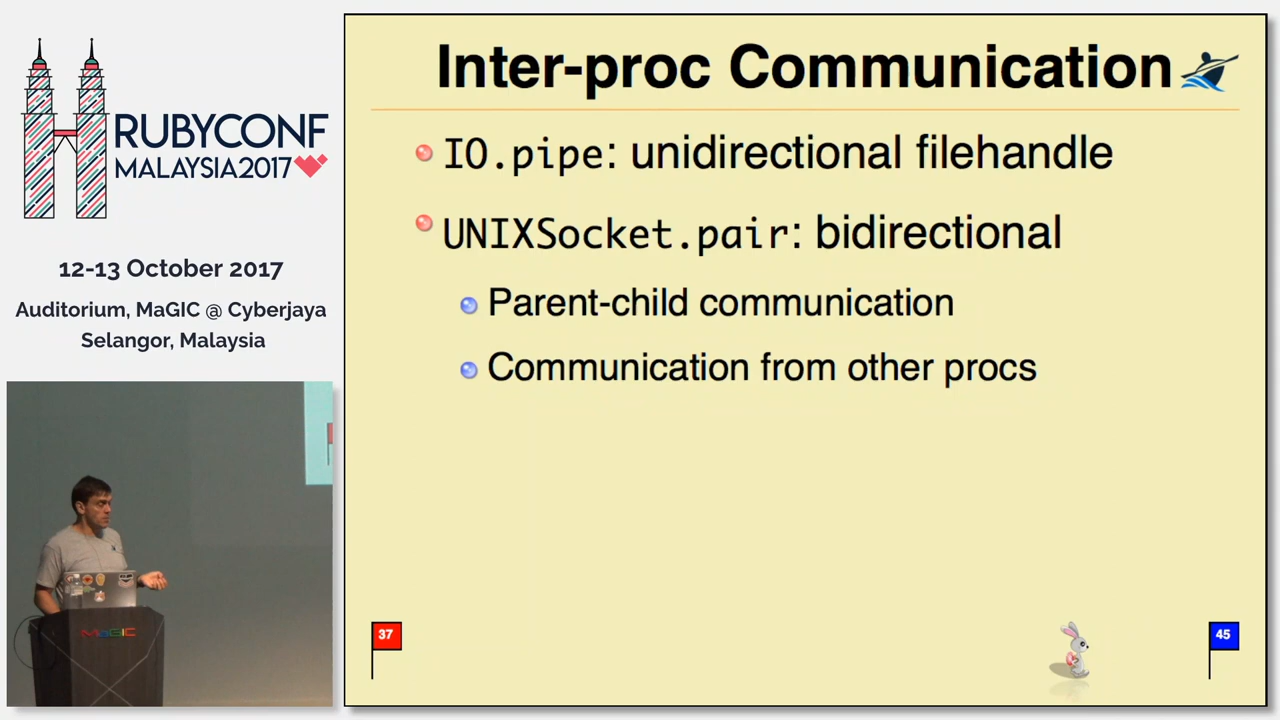 RUBYCONF
MALAYSIA2017
12-13 October 2017
Auditorium, MaGIC @ Cyberjaya
Selangor, Malaysia
MaGIC
Inter-proc Communication
IO.pipe: unidirectional filehandle
UNIXSocket.pair: bidirectional
Parent-child communication
Communication from other procs
37
45